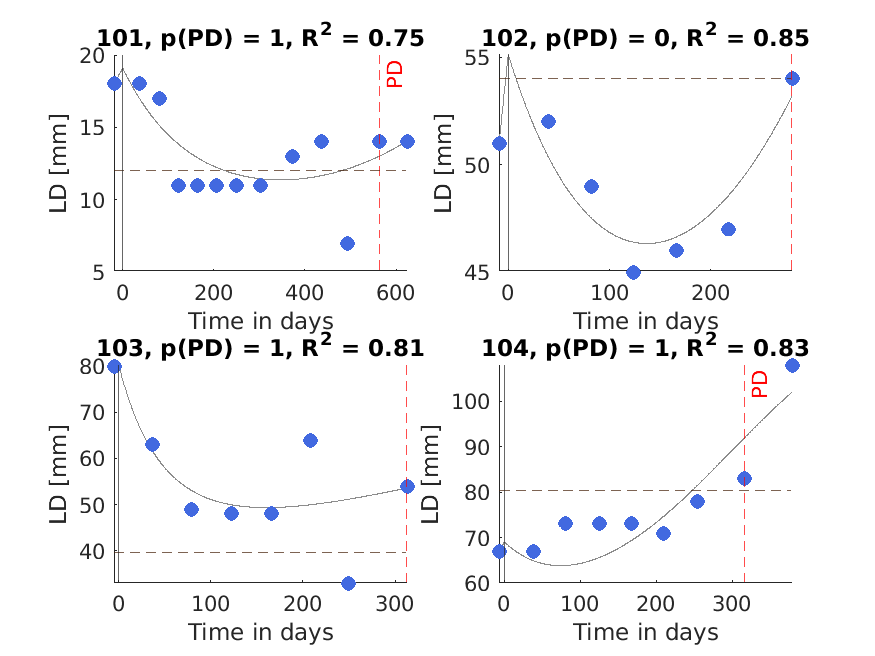 101, p(PD) = 1, R² = 0.75
20
15
10
5
LD [mm]
PD
0
200
400
600
Time in days
102, p(PD) = 0, R² = 0.85
55
50
45
LD [mm]
0
100
200
Time in days
103, p(PD) = 1, R² = 0.81
80
70
60
50
40
LD [mm]
0
100
200
300
Time in days
104, p(PD) = 1, R² = 0.83
100
90
80
70
60
LD [mm]
PD
0
100
200
300
Time in days